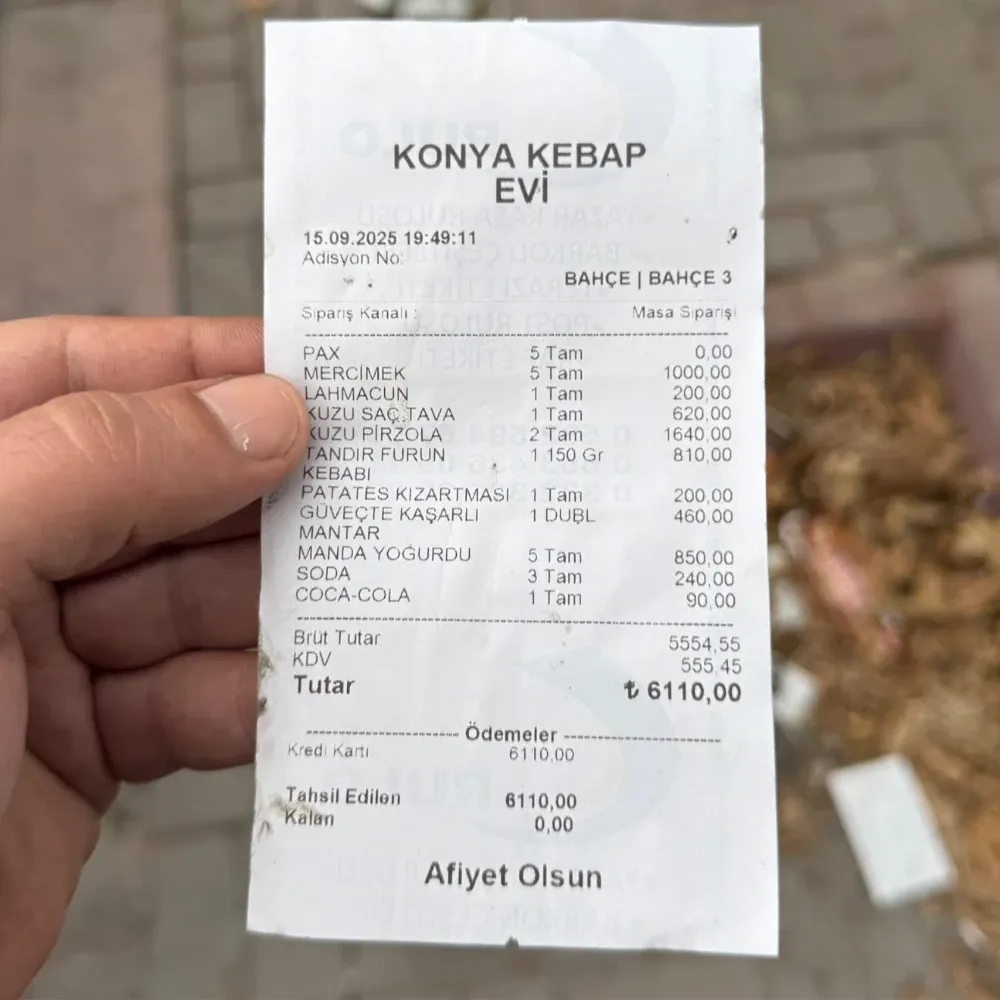 KONYA KEBAP
EVİ
15.09.2025 19:49:11
Adisyon No:
BAHÇE | BAHÇE 3
Sipariş Kanalı : Masa Siparişi
PAX 5 Tam 0,00
MERCİMEK 5 Tam 1000,00
LAHMACUN 1 Tam 200,00
KUZU SAÇ TAVA 1 Tam 620,00
KUZU PİRZOLA 2 Tam 1640,00
TANDIR FURUN 1 150 Gr 810,00
KEBABI
PATATES KIZARTMASI 1 Tam 200,00
GÜVEÇTE KAŞARLI 1 DUBL 460,00
MANTAR
MANDA YOĞURDU 5 Tam 850,00
SODA 3 Tam 240,00
COCA-COLA 1 Tam 90,00
Brüt Tutar 5554,55
KDV 555,45
Tutar ₺ 6110,00
Ödemeler
Kredi Kartı 6110,00
Tahsil Edilen 6110,00
Kalan 0,00
Afiyet Olsun